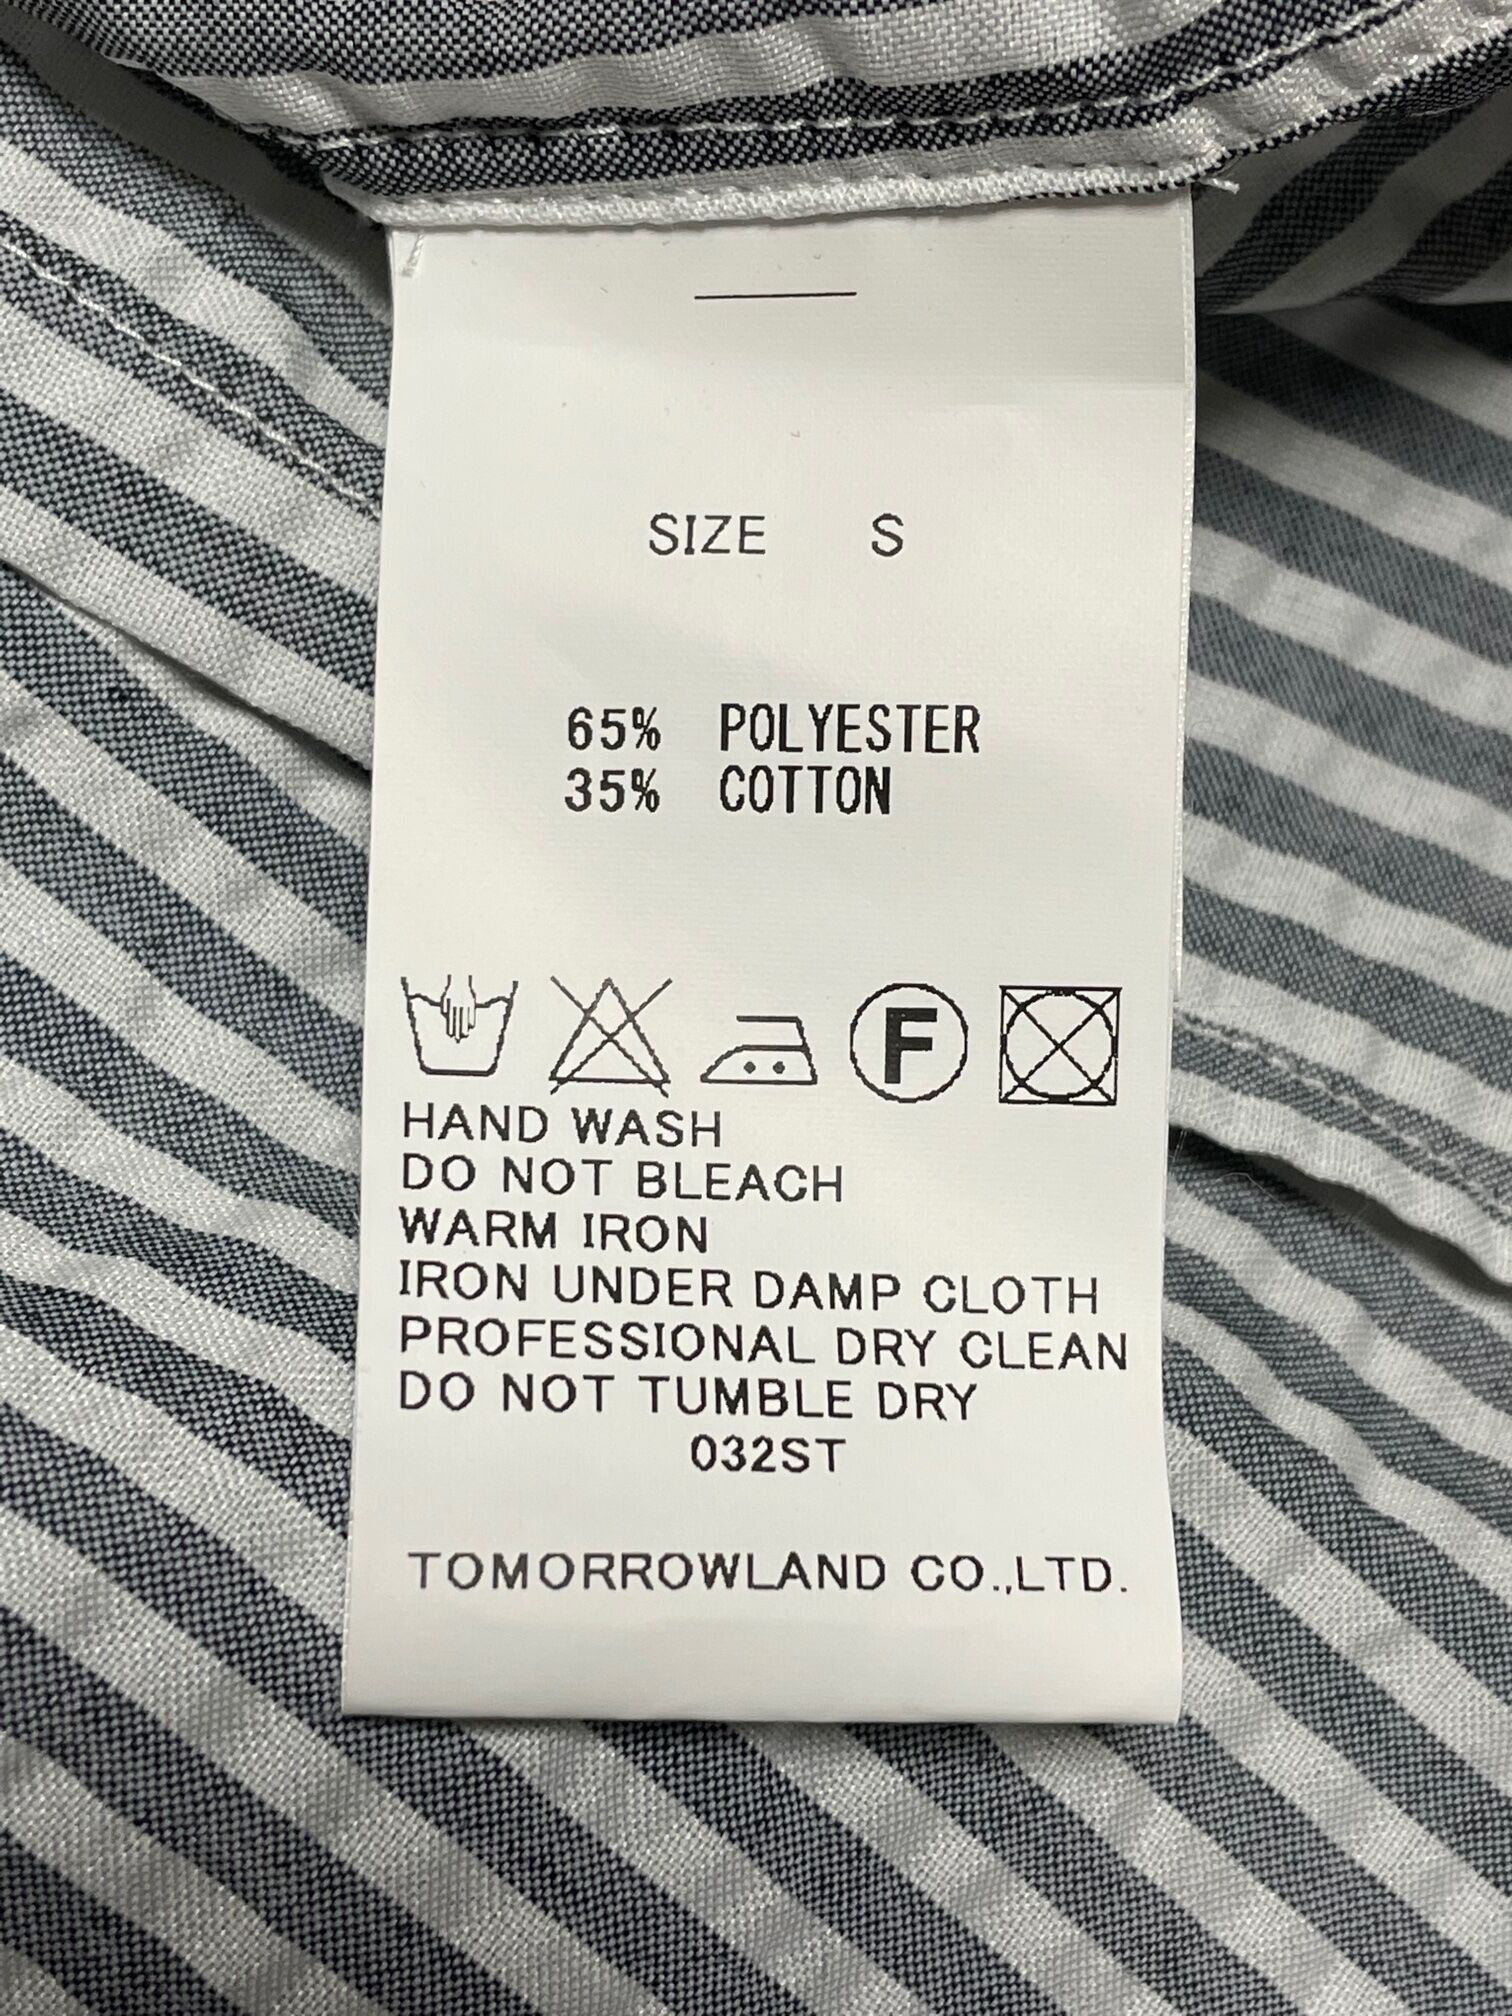 SIZE S
65% POLYESTER
35% COTTON
F
HAND WASH
DO NOT BLEACH
WARM IRON
IRON UNDER DAMP CLOTH
PROFESSIONAL DRY CLEAN
DO NOT TUMBLE DRY
032ST
TOMORROWLAND CO.,LTD.